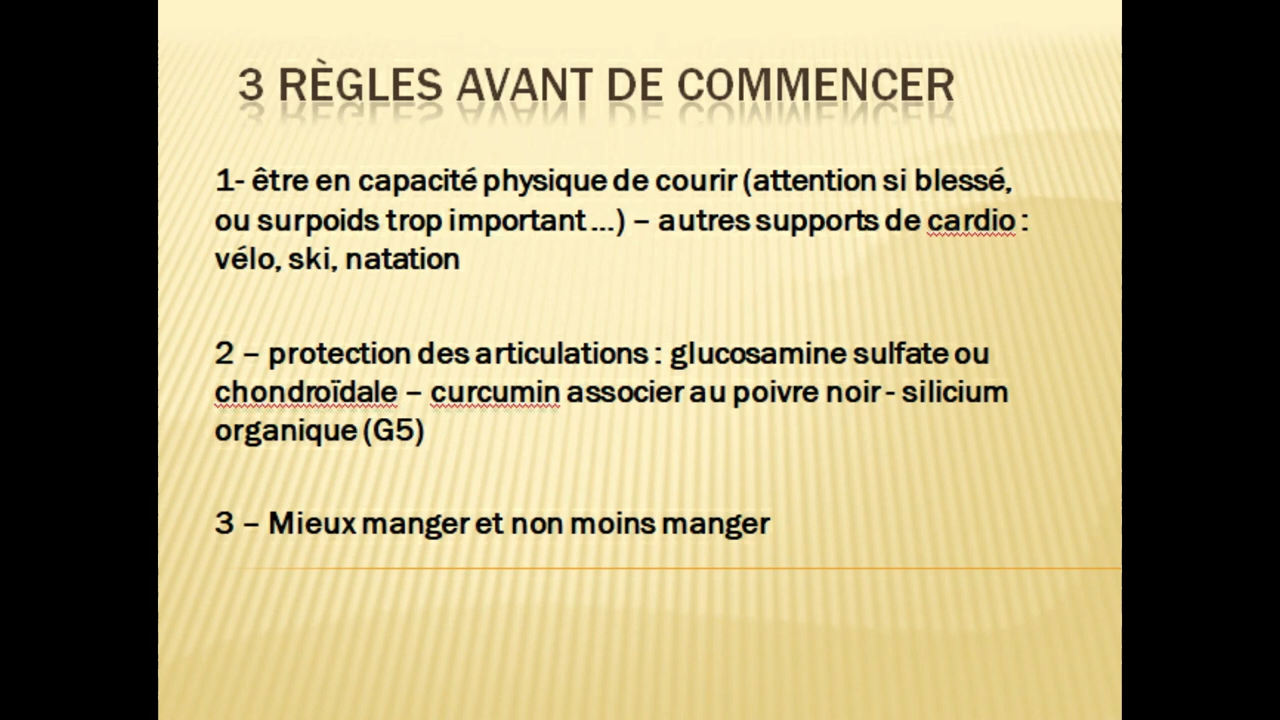 3 RÈGLES AVANT DE COMMENCER
1- être en capacité physique de courir (attention si blessé,
ou surpoids trop important ...) – autres supports de cardio :
vélo, ski, natation
2 – protection des articulations : glucosamine sulfate ou
chondroïdale – curcumin associer au poivre noir - silicium
organique (G5)
3 – Mieux manger et non moins manger